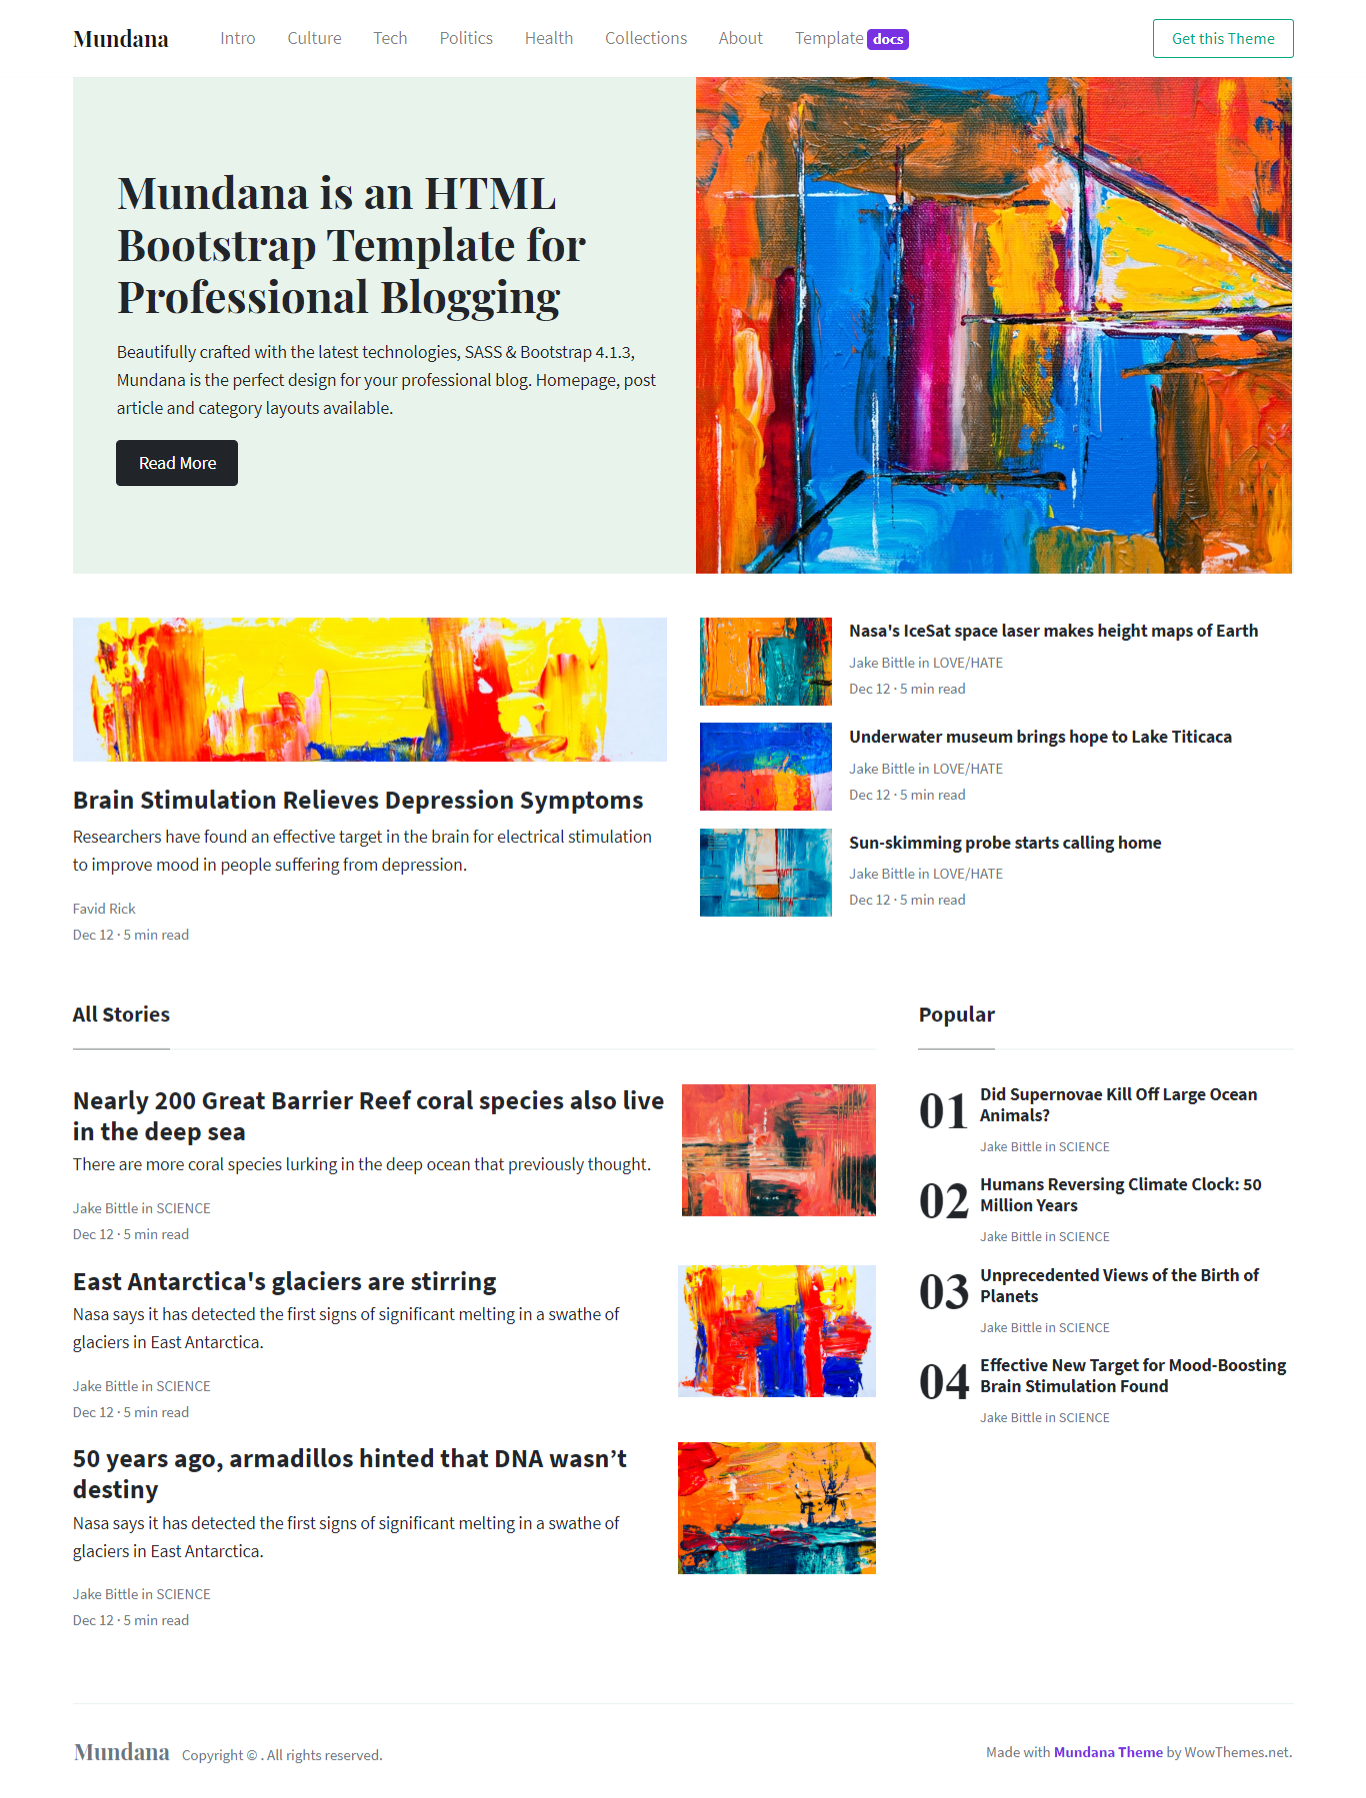 Mundana
Intro Culture Tech Politics Health Collections About Template docs
Get this Theme
Mundana is an HTML
Bootstrap Template for
Professional Blogging
Beautifully crafted with the latest technologies, SASS & Bootstrap 4.1.3,
Mundana is the perfect design for your professional blog. Homepage, post
article and category layouts available.
Read More
Brain Stimulation Relieves Depression Symptoms
Researchers have found an effective target in the brain for electrical stimulation
to improve mood in people suffering from depression.
Favid Rick
Dec 12 · 5 min read
Nasa's IceSat space laser makes height maps of Earth
Jake Bittle in LOVE/HATE
Dec 12 · 5 min read
Underwater museum brings hope to Lake Titicaca
Jake Bittle in LOVE/HATE
Dec 12 · 5 min read
Sun-skimming probe starts calling home
Jake Bittle in LOVE/HATE
Dec 12 · 5 min read
All Stories
Nearly 200 Great Barrier Reef coral species also live
in the deep sea
There are more coral species lurking in the deep ocean that previously thought.
Jake Bittle in SCIENCE
Dec 12 · 5 min read
East Antarctica's glaciers are stirring
Nasa says it has detected the first signs of significant melting in a swathe of
glaciers in East Antarctica.
Jake Bittle in SCIENCE
Dec 12 · 5 min read
50 years ago, armadillos hinted that DNA wasn’t
destiny
Nasa says it has detected the first signs of significant melting in a swathe of
glaciers in East Antarctica.
Jake Bittle in SCIENCE
Dec 12 · 5 min read
Popular
01
Did Supernovae Kill Off Large Ocean
Animals?
Jake Bittle in SCIENCE
02
Humans Reversing Climate Clock: 50
Million Years
Jake Bittle in SCIENCE
03
Unprecedented Views of the Birth of
Planets
Jake Bittle in SCIENCE
04
Effective New Target for Mood-Boosting
Brain Stimulation Found
Jake Bittle in SCIENCE
Mundana Copyright © . All rights reserved.
Made with Mundana Theme by WowThemes.net.